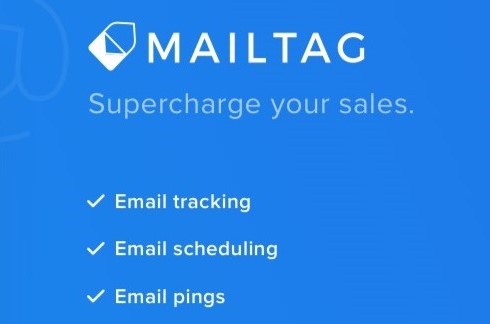 MAILTAG
Supercharge your sales.
Email tracking
Email scheduling
Email pings